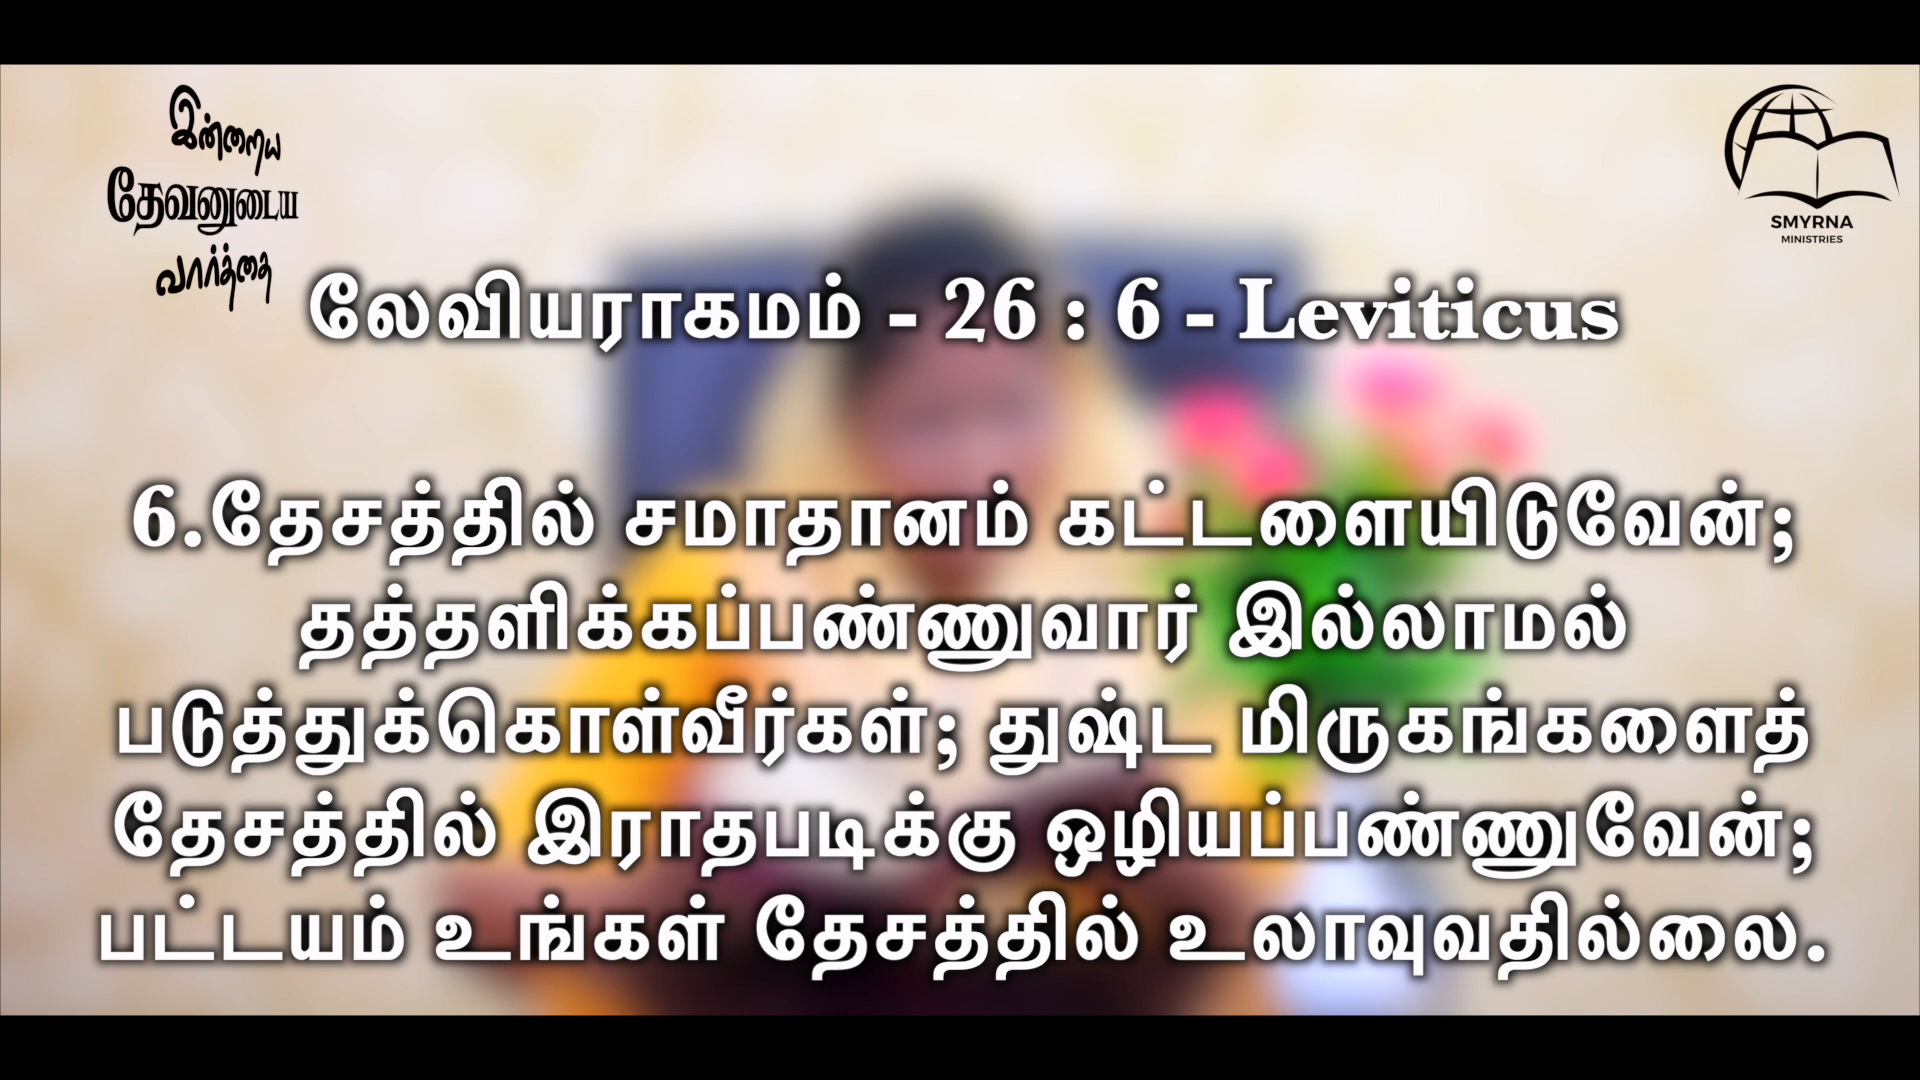 இன்றைய
தேவனுடைய
வார்த்தை
SMYRNA
MINISTRIES
லேவியராகமம் - 26 : 6 - Leviticus
6.தேசத்தில் சமாதானம் கட்டளையிடுவேன்;
தத்தளிக்கப்பண்ணுவார் இல்லாமல்
படுத்துக்கொள்வீர்கள்; துஷ்ட மிருகங்களைத்
தேசத்தில் இராதபடிக்கு ஒழியப்பண்ணுவேன்;
பட்டயம் உங்கள் தேசத்தில் உலாவுவதில்லை.